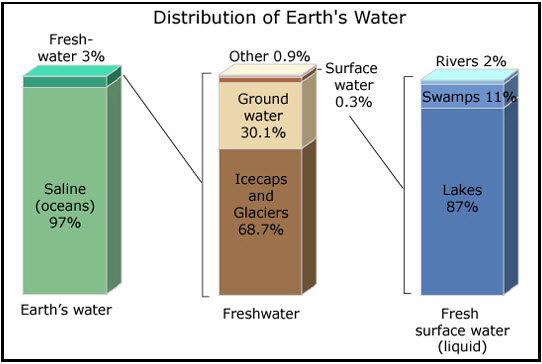 Distribution of Earth's Water
Fresh-
water 3%
Saline
(oceans)
97%
Earth's water
Other 0.9%
Surface
water
0.3%
Ground
water
30.1%
Icecaps
and
Glaciers
68.7%
Freshwater
Rivers 2%
Swamps 11%
Lakes
87%
Fresh
surface water
(liquid)